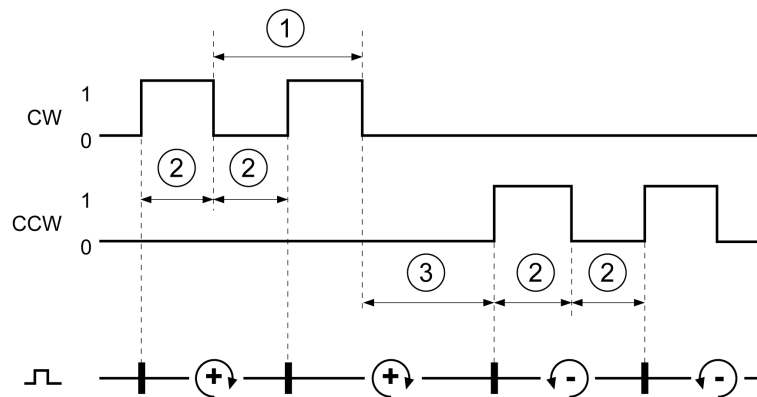 ①
1
CW
0
② ②
1
CCW
0
③ ② ②
+ + - -